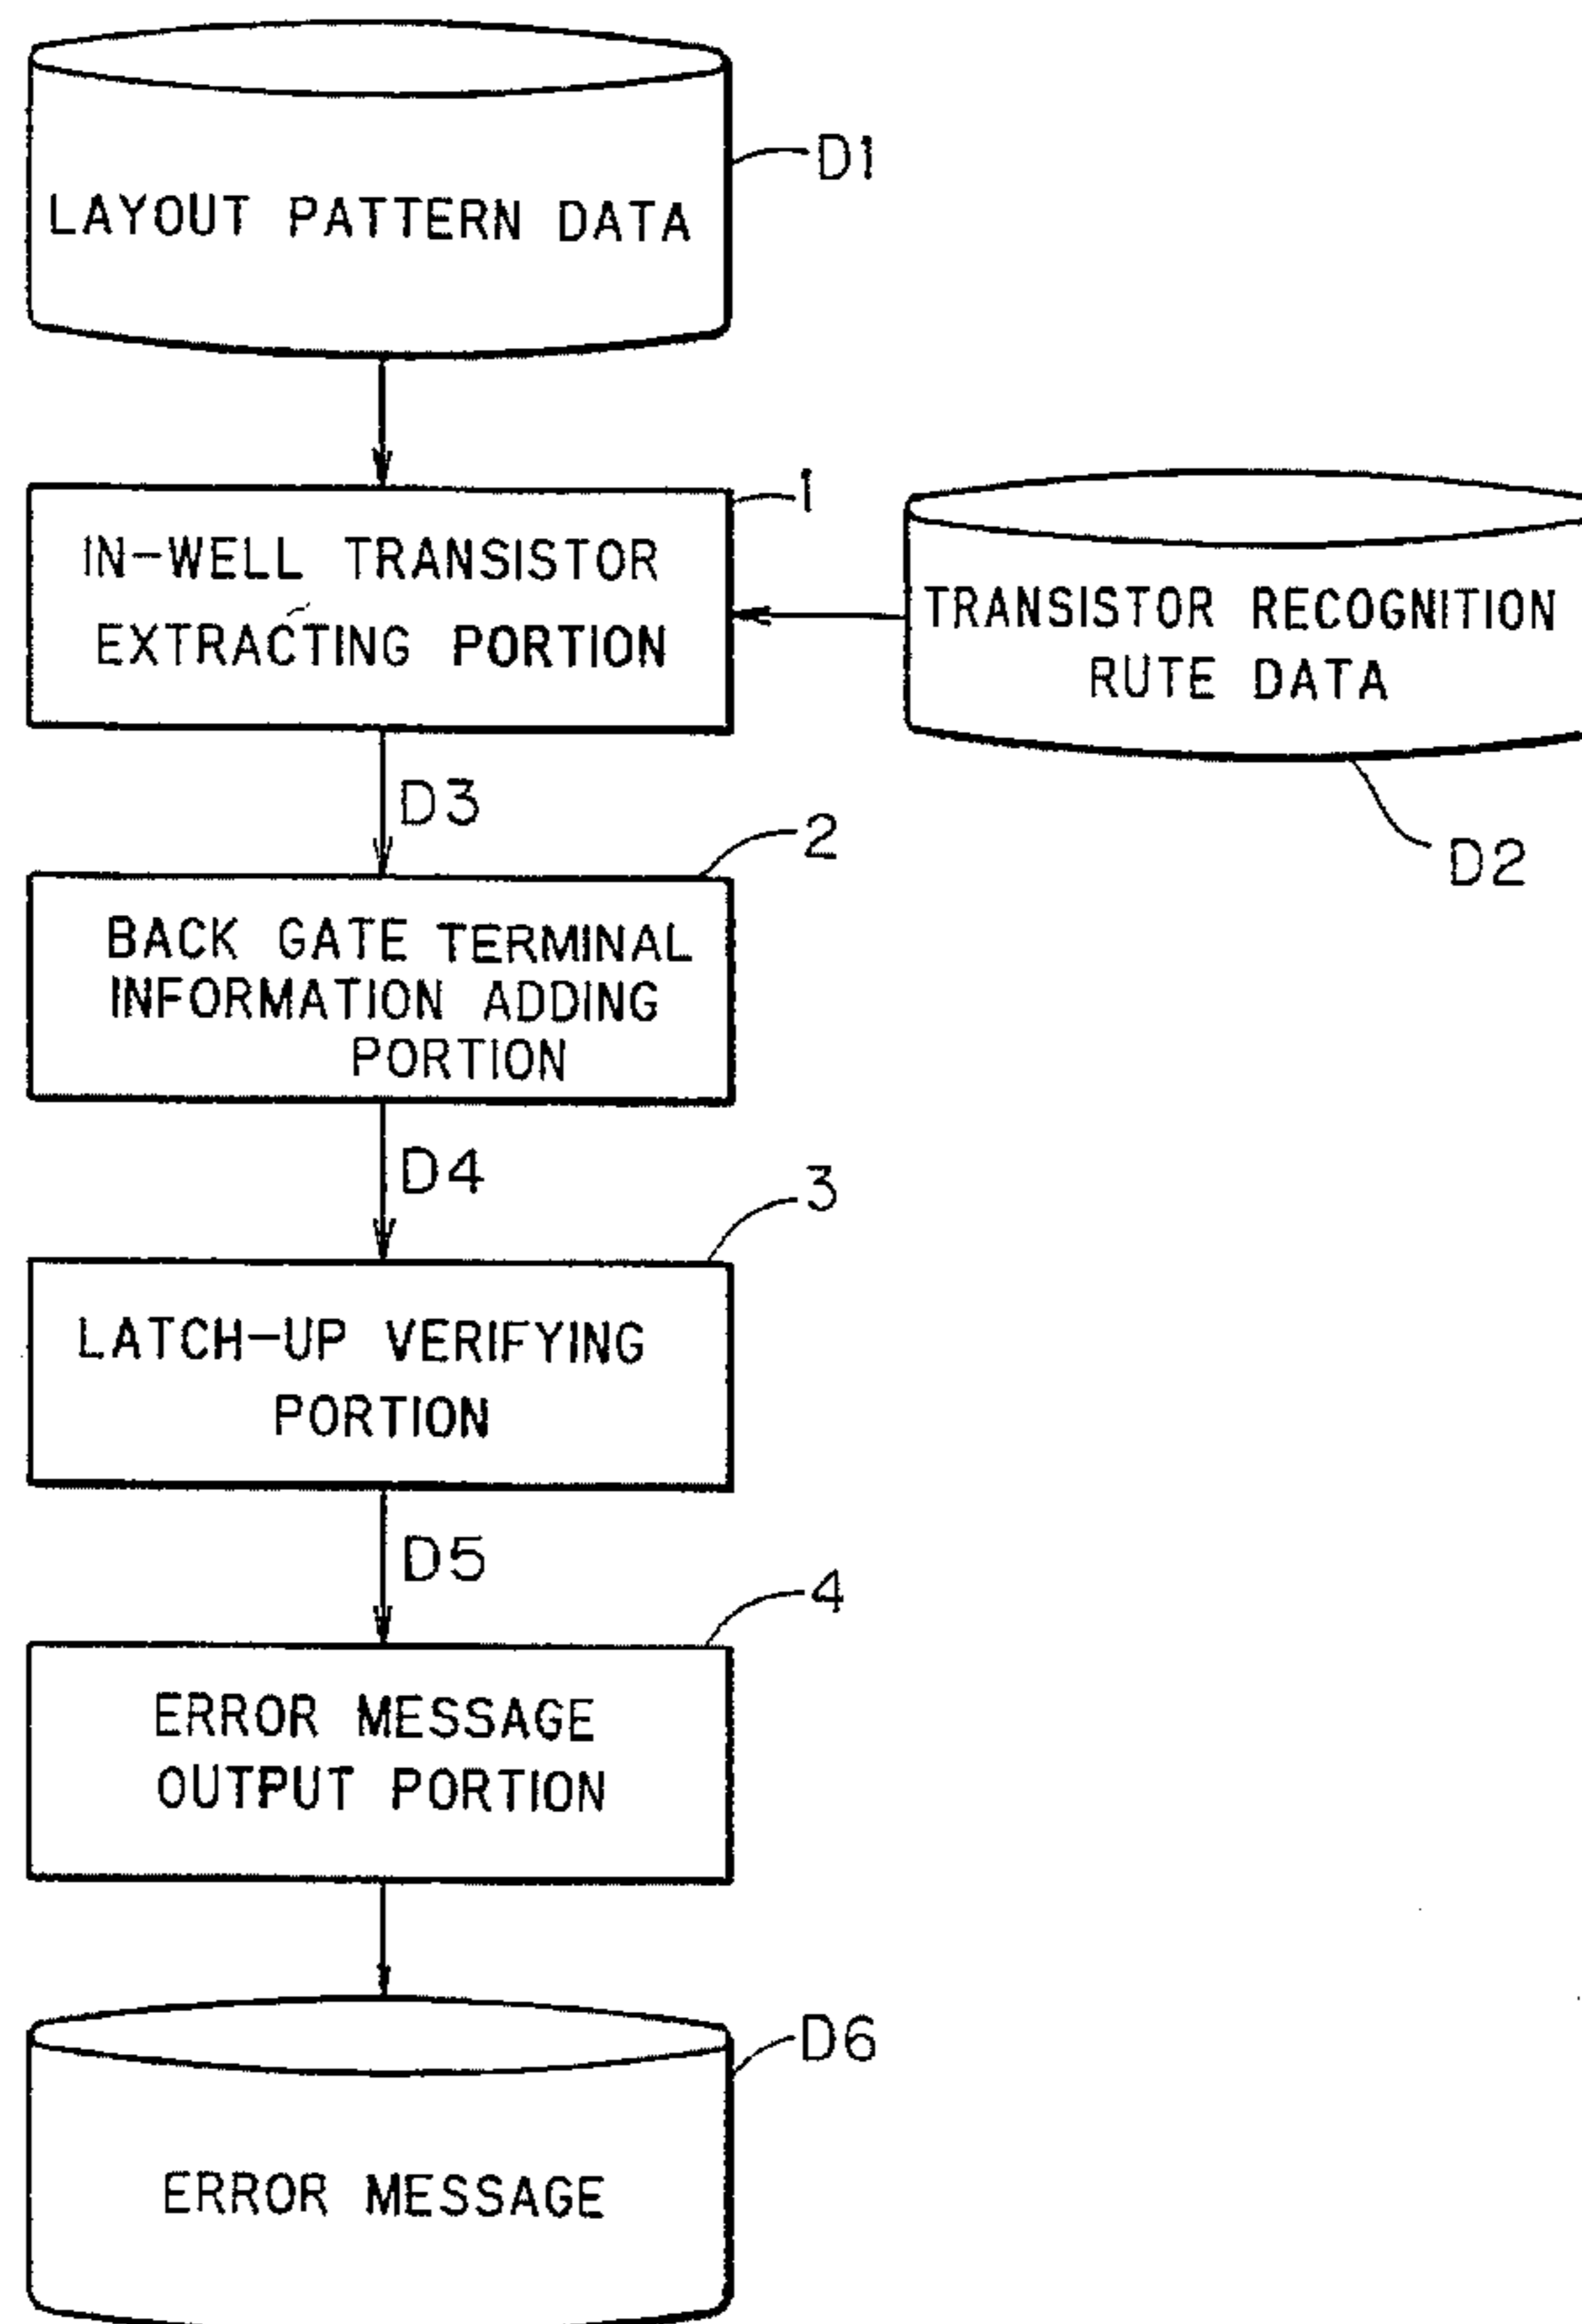 D1
LAYOUT PATTERN DATA
1
IN-WELL TRANSISTOR
EXTRACTING PORTION
TRANSISTOR RECOGNITION
RUTE DATA
D2
D3
2
BACK GATE TERMINAL
INFORMATION ADDING
PORTION
D4
3
LATCH-UP VERIFYING
PORTION
D5
4
ERROR MESSAGE
OUTPUT PORTION
D6
ERROR MESSAGE